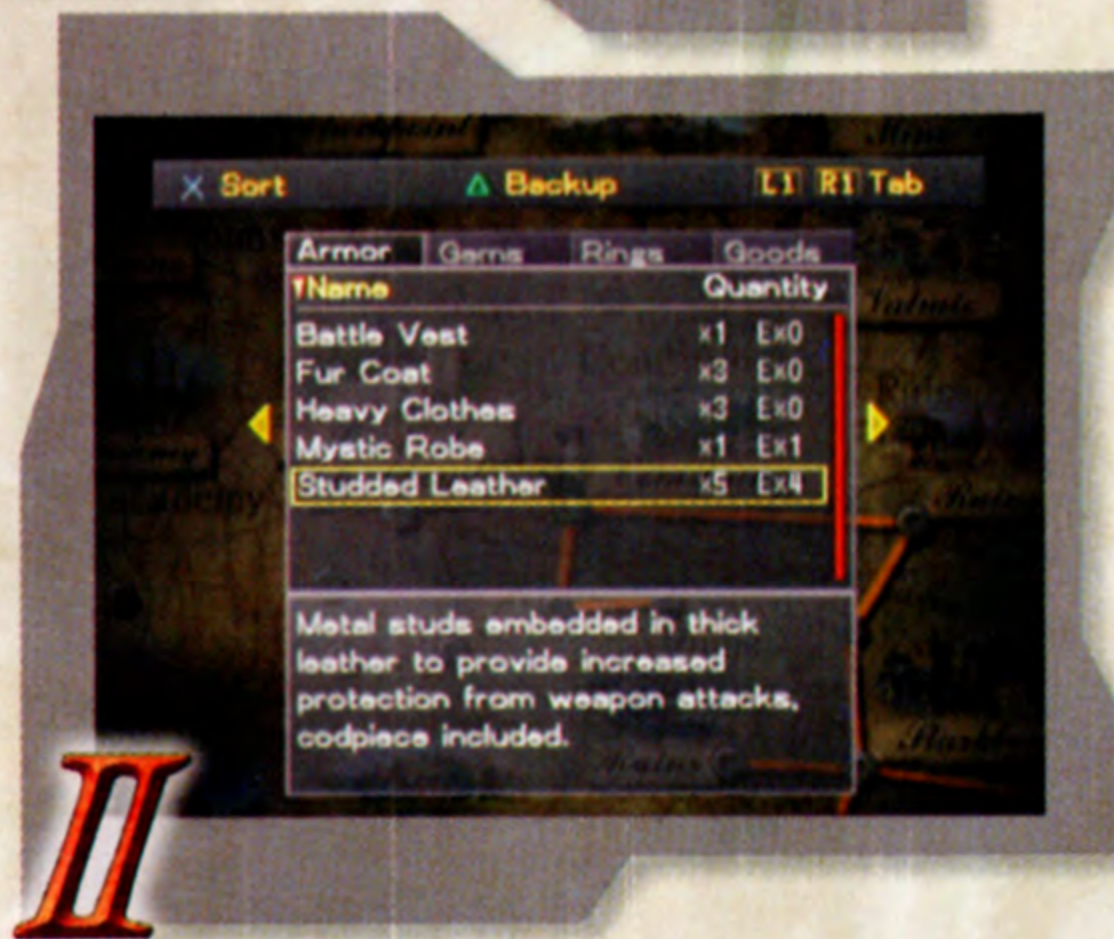 X Sort △ Backup L1 R1 Tab
Armor Gems Rings Goods
Name Quantity
Battle Vest x1 Ex0
Fur Coat x3 Ex0
Heavy Clothes x3 Ex0
Mystic Robe x1 Ex1
Studded Leather x5 Ex4
Metal studs embedded in thick
leather to provide increased
protection from weapon attacks,
codpiece included.
II